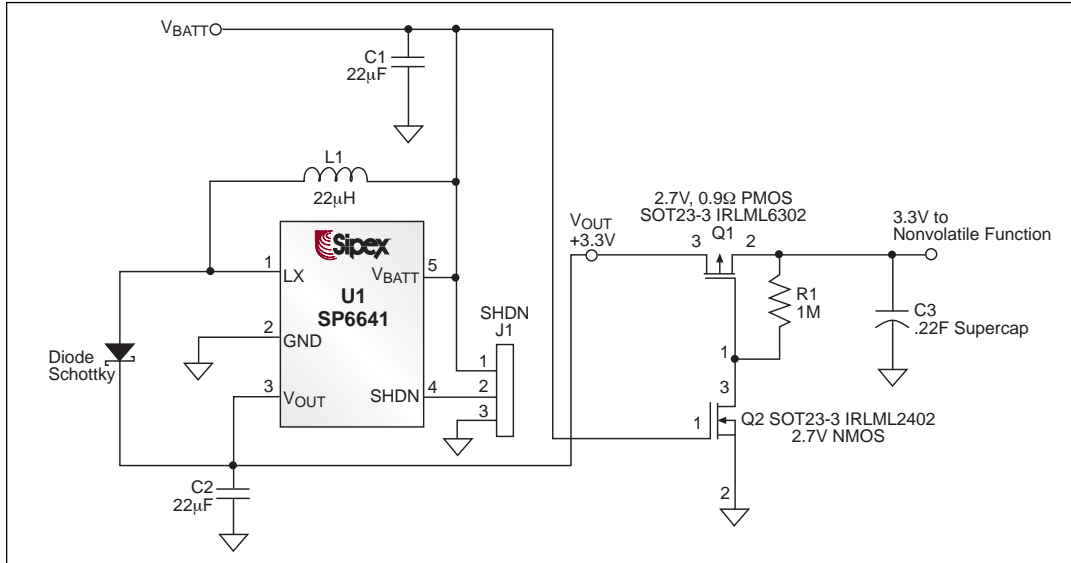 VBATT
C1
22µF
L1
22µH
2.7V, 0.9Ω PMOS
SOT23-3 IRLML6302
Q1
VOUT
+3.3V
3
2
3.3V to
Nonvolatile Function
Sipex
1
LX
VBATT
5
U1
SP6641
R1
1M
C3
.22F Supercap
2
GND
SHDN
J1
Diode
Schottky
1
2
3
3
VOUT
SHDN
4
1
3
1
Q2 SOT23-3 IRLML2402
2.7V NMOS
2
C2
22µF